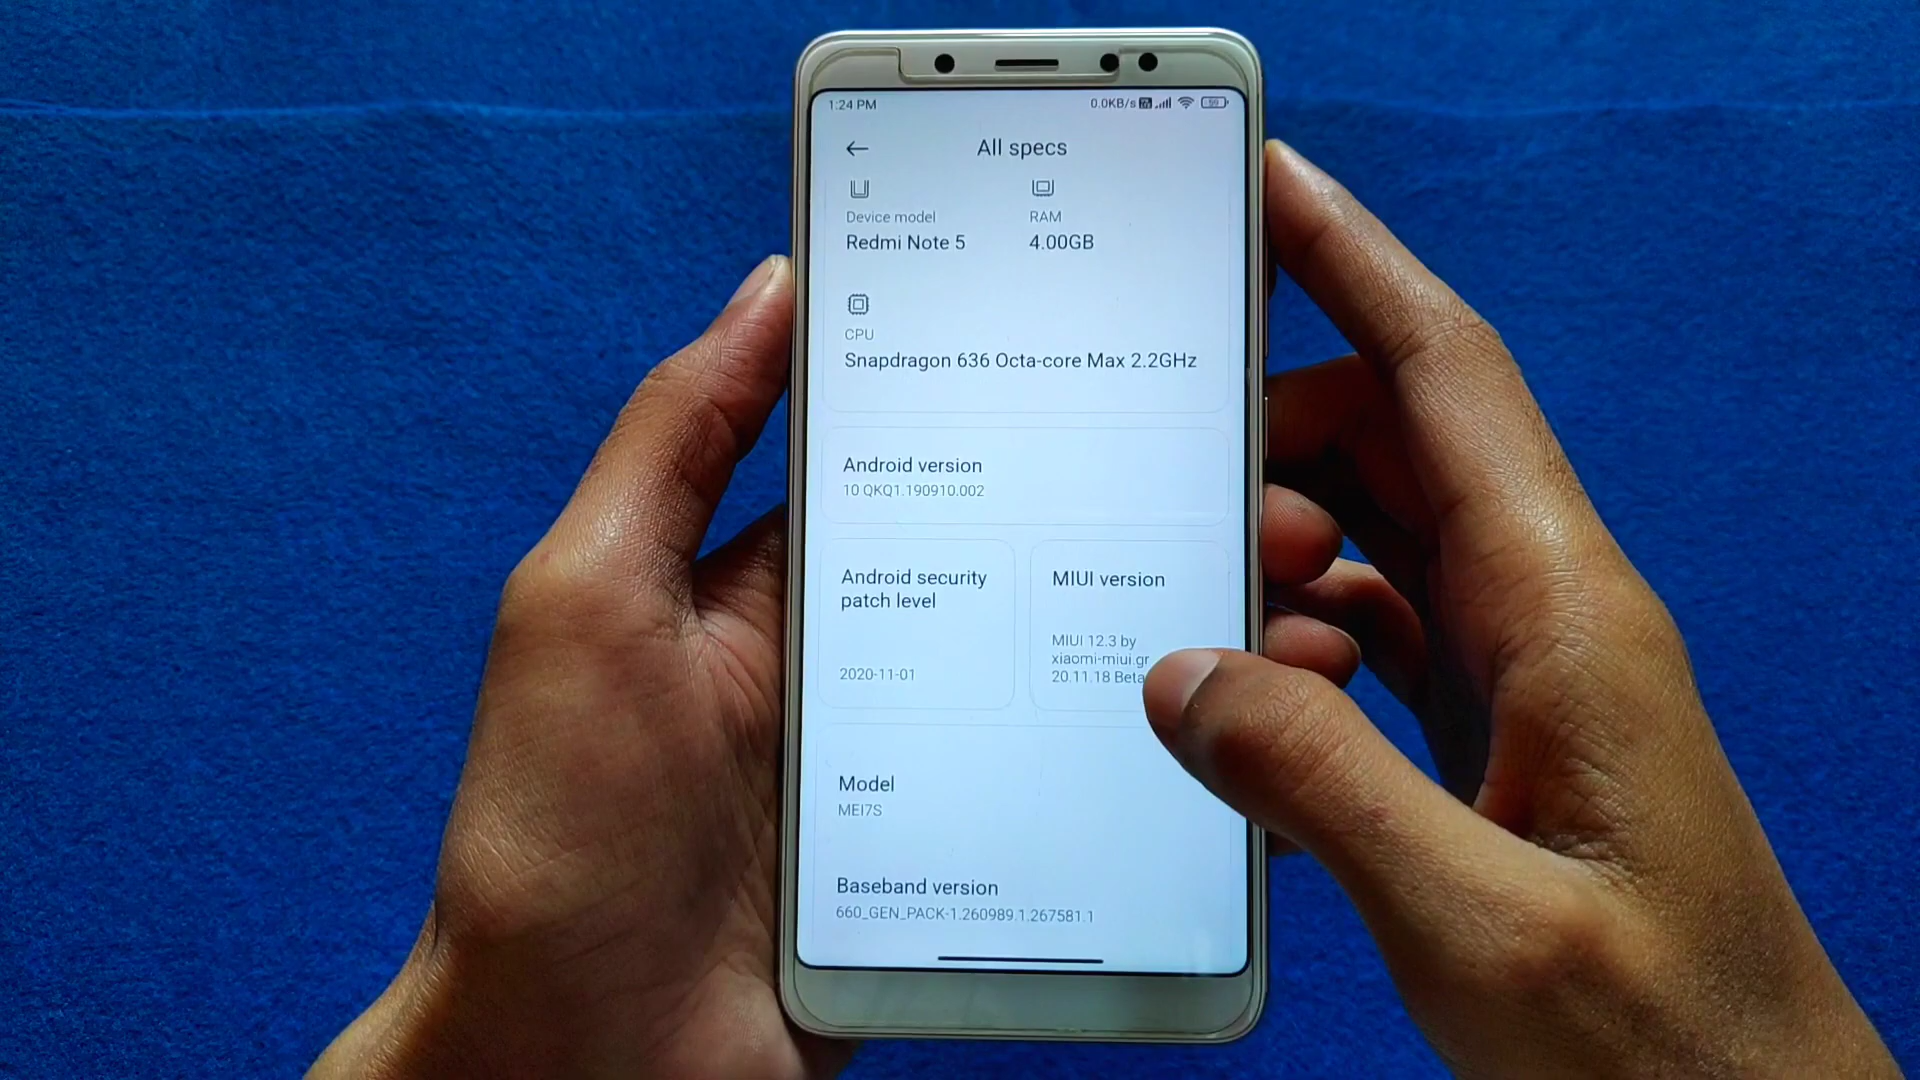 1:24 PM
0.0KB/s
59
All specs
Device model
RAM
Redmi Note 5
4.00GB
CPU
Snapdragon 636 Octa-core Max 2.2GHz
Android version
10 QKQ1.190910.002
Android security
patch level
2020-11-01
MIUI version
MIUI 12.3 by
xiaomi-miui.gr
20.11.18 Beta
Model
MEI7S
Baseband version
660_GEN_PACK-1.260989.1.267581.1